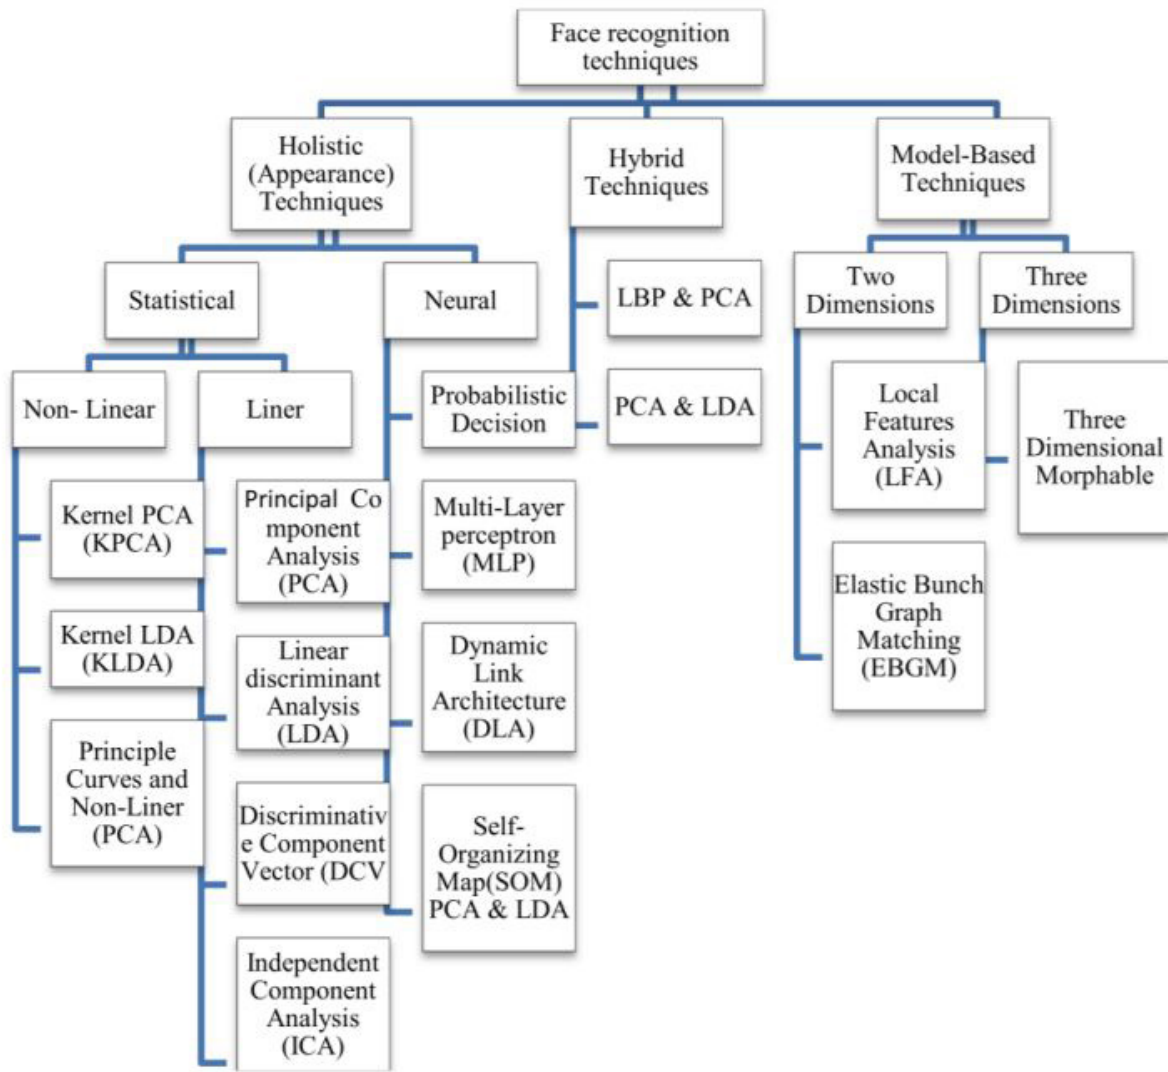 Face recognition
techniques
Holistic
(Appearance)
Techniques
Hybrid
Techniques
Model-Based
Techniques
Statistical
Neural
Two
Dimensions
Three
Dimensions
Non- Linear
Liner
LBP & PCA
PCA & LDA
Kernel PCA
(KPCA)
Kernel LDA
(KLDA)
Principle
Curves and
Non-Liner
(PCA)
Principal Co
mponent
Analysis
(PCA)
Linear
discriminant
Analysis
(LDA)
Discriminativ
e Component
Vector (DCV
Independent
Component
Analysis
(ICA)
Probabilistic
Decision
Multi-Layer
perceptron
(MLP)
Dynamic
Link
Architecture
(DLA)
Self-
Organizing
Map(SOM)
PCA & LDA
Local
Features
Analysis
(LFA)
Elastic Bunch
Graph
Matching
(EBGM)
Three
Dimensional
Morphable